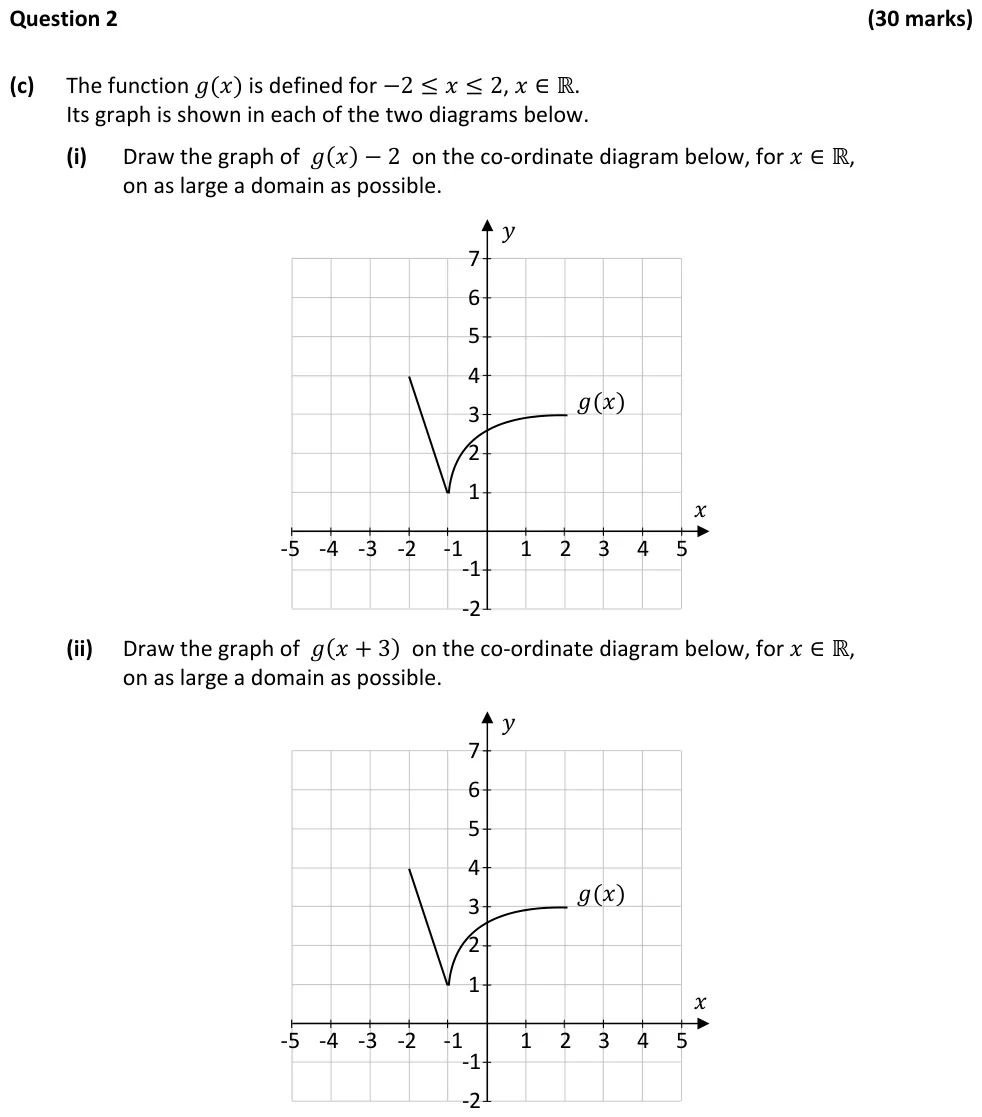 Question 2 (30 marks)
(c) The function g(x) is defined for −2 ≤ x ≤ 2, x ∈ ℝ.
Its graph is shown in each of the two diagrams below.
(i) Draw the graph of g(x) − 2 on the co-ordinate diagram below, for x ∈ ℝ,
on as large a domain as possible.
y
7
6
5
4
g(x)
3
2
1
x
-5 -4 -3 -2 -1 1 2 3 4 5
-1
-2
(ii) Draw the graph of g(x + 3) on the co-ordinate diagram below, for x ∈ ℝ,
on as large a domain as possible.
y
7
6
5
4
g(x)
3
2
1
x
-5 -4 -3 -2 -1 1 2 3 4 5
-1
-2